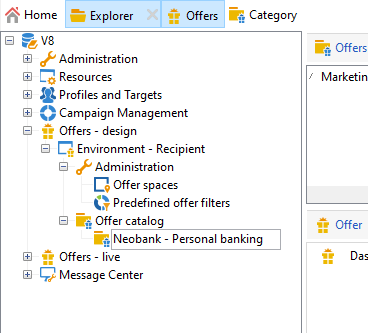 Home Explorer Offers Category
V8
Administration
Resources
Profiles and Targets
Campaign Management
Offers - design
Environment - Recipient
Administration
Offer spaces
Predefined offer filters
Offer catalog
Neobank - Personal banking
Offers - live
Message Center
Offers
Marketin
Offer
Das